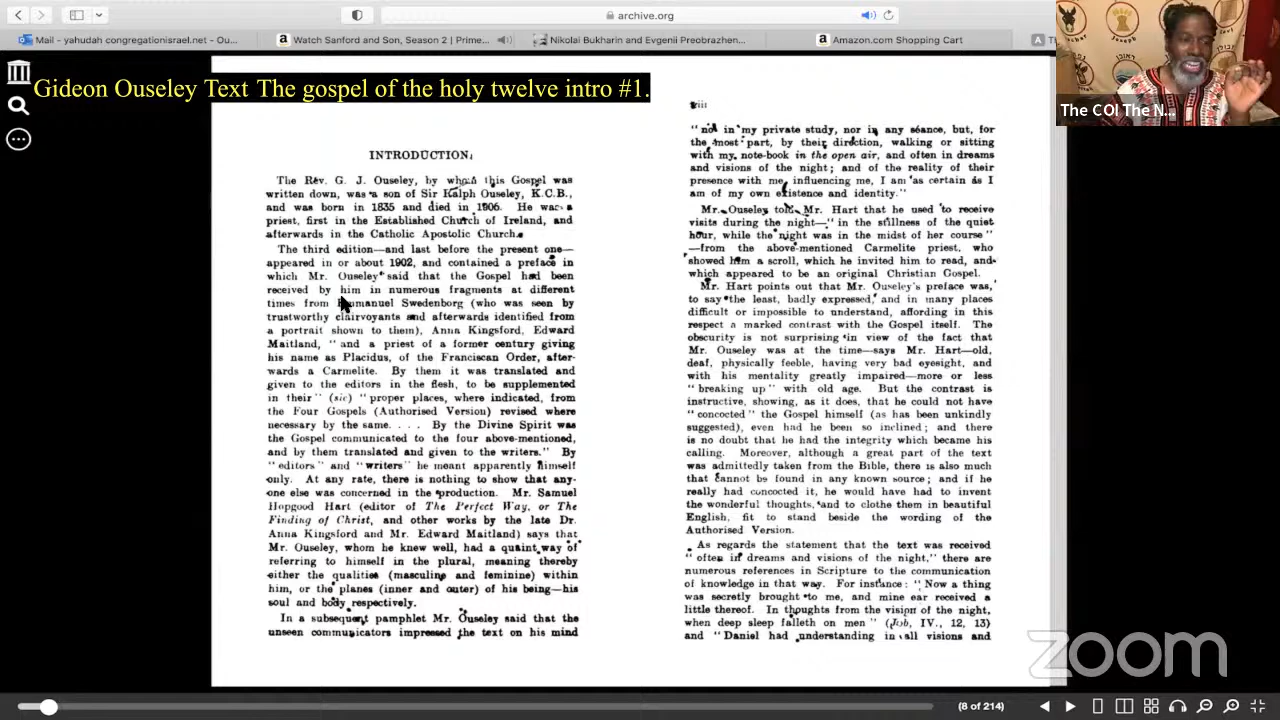 archive.org
Mail - yahudah congregationisrael.net - Ou...
Watch Sanford and Son, Season 2 | Prime...
Nikolai Bukharin and Evgenii Preobrazhen...
Amazon.com Shopping Cart
Gideon Ouseley Text The gospel of the holy twelve intro #1.
The COI The N...
INTRODUCTION.
The Rev. G. J. Ouseley, by whom this Gospel was
written down, was a son of Sir Ralph Ouseley, K.C.B.,
and was born in 1835 and died in 1906. He was a
priest, first in the Established Church of Ireland, and
afterwards in the Catholic Apostolic Church.
The third edition—and last before the present one—
appeared in or about 1902, and contained a preface in
which Mr. Ouseley said that the Gospel had been
received by him in numerous fragments at different
times from Emmanuel Swedenborg (who was seen by
trustworthy clairvoyants and afterwards identified from
a portrait shown to them), Anna Kingsford, Edward
Maitland, "and a priest of a former century giving
his name as Placidus, of the Franciscan Order, after-
wards a Carmelite. By them it was translated and
given to the editors in the flesh, to be supplemented
in their" (sic) "proper places, where indicated, from
the Four Gospels (Authorised Version) revised where
necessary by the same. . . . By the Divine Spirit was
the Gospel communicated to the four above-mentioned,
and by them translated and given to the writers." By
"editors" and "writers" he meant apparently himself
only. At any rate, there is nothing to show that any-
one else was concerned in the production. Mr. Samuel
Hopgood Hart (editor of The Perfect Way, or The
Finding of Christ, and other works by the late Dr.
Anna Kingsford and Mr. Edward Maitland) says that
Mr. Ouseley, whom he knew well, had a quaint way of
referring to himself in the plural, meaning thereby
either the qualities (masculine and feminine) within
him, or the planes (inner and outer) of his being—his
soul and body respectively.
In a subsequent pamphlet Mr. Ouseley said that the
unseen communicators impressed the text on his mind
viii
"not in my private study, nor in any séance, but, for
the most part, by their direction, walking or sitting
with my note-book in the open air, and often in dreams
and visions of the night; and of the reality of their
presence with me, influencing me, I am as certain as I
am of my own existence and identity."
Mr. Ouseley told Mr. Hart that he used to receive
visits during the night—"in the stillness of the quiet
hour, while the night was in the midst of her course"
—from the above-mentioned Carmelite priest, who
showed him a scroll, which he invited him to read, and
which appeared to be an original Christian Gospel.
Mr. Hart points out that Mr. Ouseley's preface was,
to say the least, badly expressed, and in many places
difficult or impossible to understand, affording in this
respect a marked contrast with the Gospel itself. The
obscurity is not surprising in view of the fact that
Mr. Ouseley was at the time—says Mr. Hart—old,
deaf, physically feeble, having very bad eyesight, and
with his mentality greatly impaired—more or less
"breaking up" with old age. But the contrast is
instructive, showing, as it does, that he could not have
"concocted" the Gospel himself (as has been unkindly
suggested), even had he been so inclined; and there
is no doubt that he had the integrity which became his
calling. Moreover, although a great part of the text
was admittedly taken from the Bible, there is also much
that cannot be found in any known source; and if he
really had concocted it, he would have had to invent
the wonderful thoughts, and to clothe them in beautiful
English, fit to stand beside the wording of the
Authorised Version.
As regards the statement that the text was received
"often in dreams and visions of the night," there are
numerous references in Scripture to the communication
of knowledge in that way. For instance: "Now a thing
was secretly brought to me, and mine ear received a
little thereof. In thoughts from the vision of the night,
when deep sleep falleth on men" (Job, IV., 12, 13)
and "Daniel had understanding in all visions and
zoom
(8 of 214)